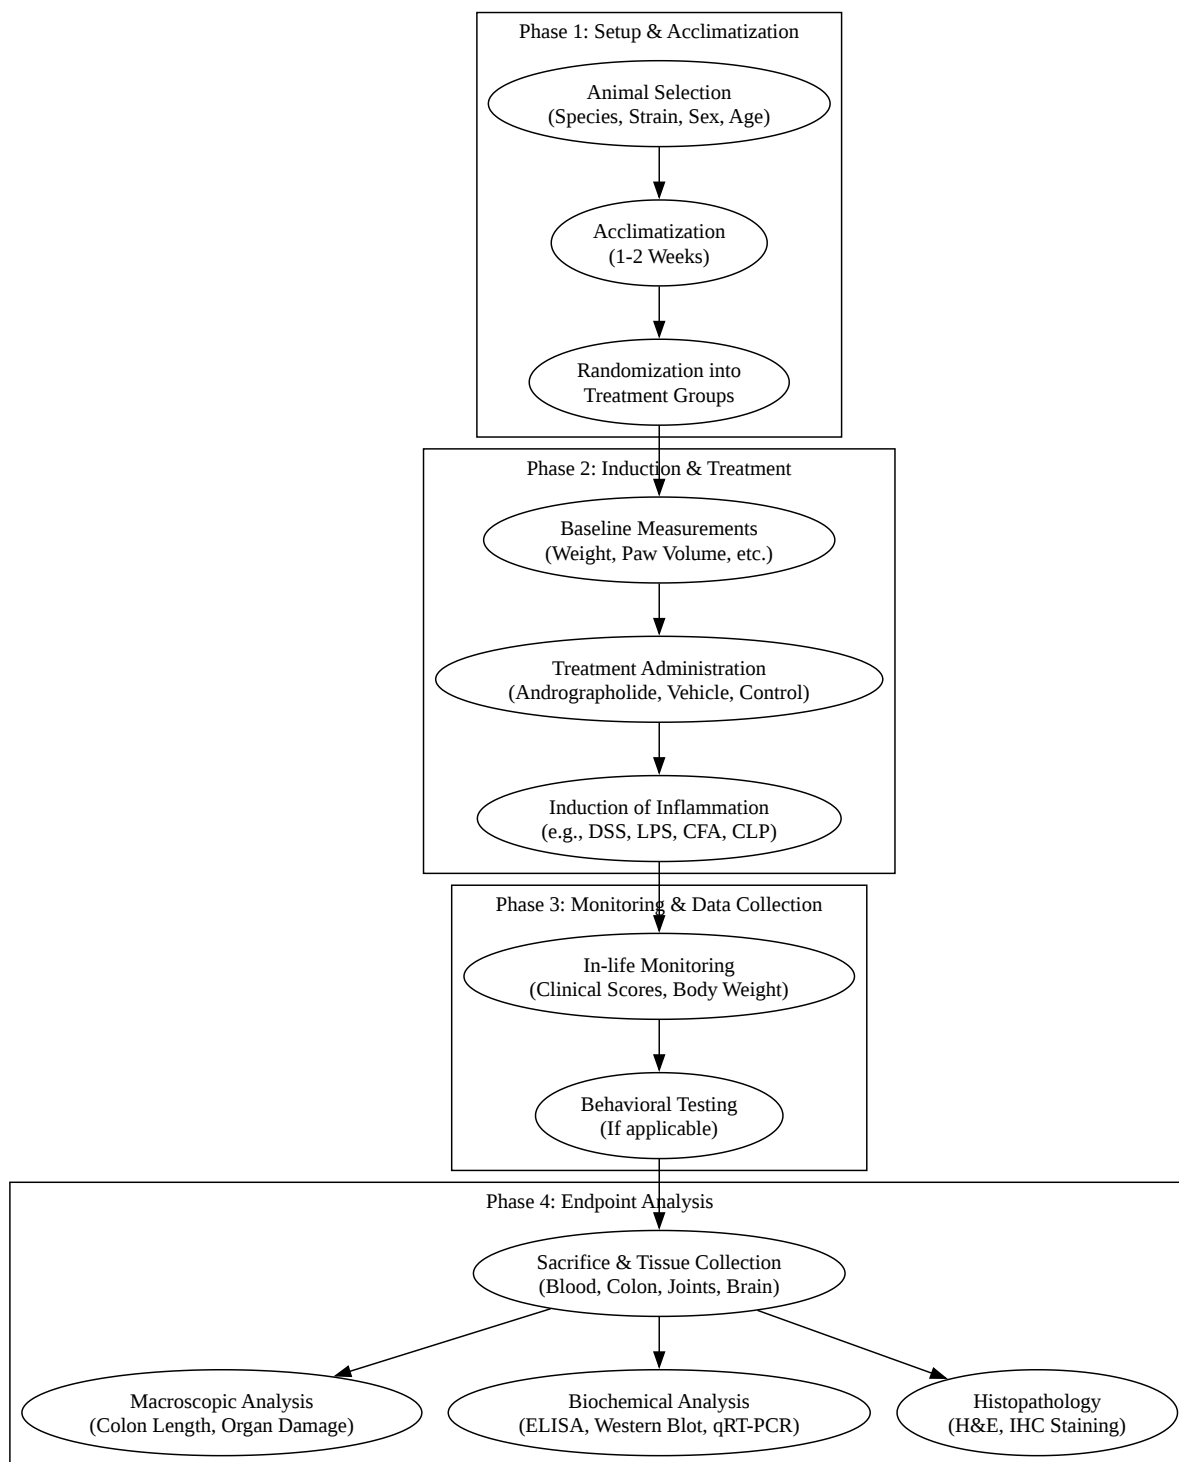 Phase 1: Setup & Acclimatization
Animal Selection
(Species, Strain, Sex, Age)
Acclimatization
(1-2 Weeks)
Randomization into
Treatment Groups
Phase 2: Induction & Treatment
Baseline Measurements
(Weight, Paw Volume, etc.)
Treatment Administration
(Andrographolide, Vehicle, Control)
Induction of Inflammation
(e.g., DSS, LPS, CFA, CLP)
Phase 3: Monitoring & Data Collection
In-life Monitoring
(Clinical Scores, Body Weight)
Behavioral Testing
(If applicable)
Phase 4: Endpoint Analysis
Sacrifice & Tissue Collection
(Blood, Colon, Joints, Brain)
Macroscopic Analysis
(Colon Length, Organ Damage)
Biochemical Analysis
(ELISA, Western Blot, qRT-PCR)
Histopathology
(H&E, IHC Staining)